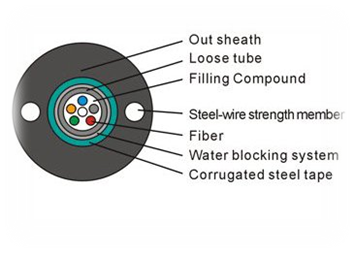 Out sheath
Loose tube
Filling Compound
Steel-wire strength member
Fiber
Water blocking system
Corrugated steel tape